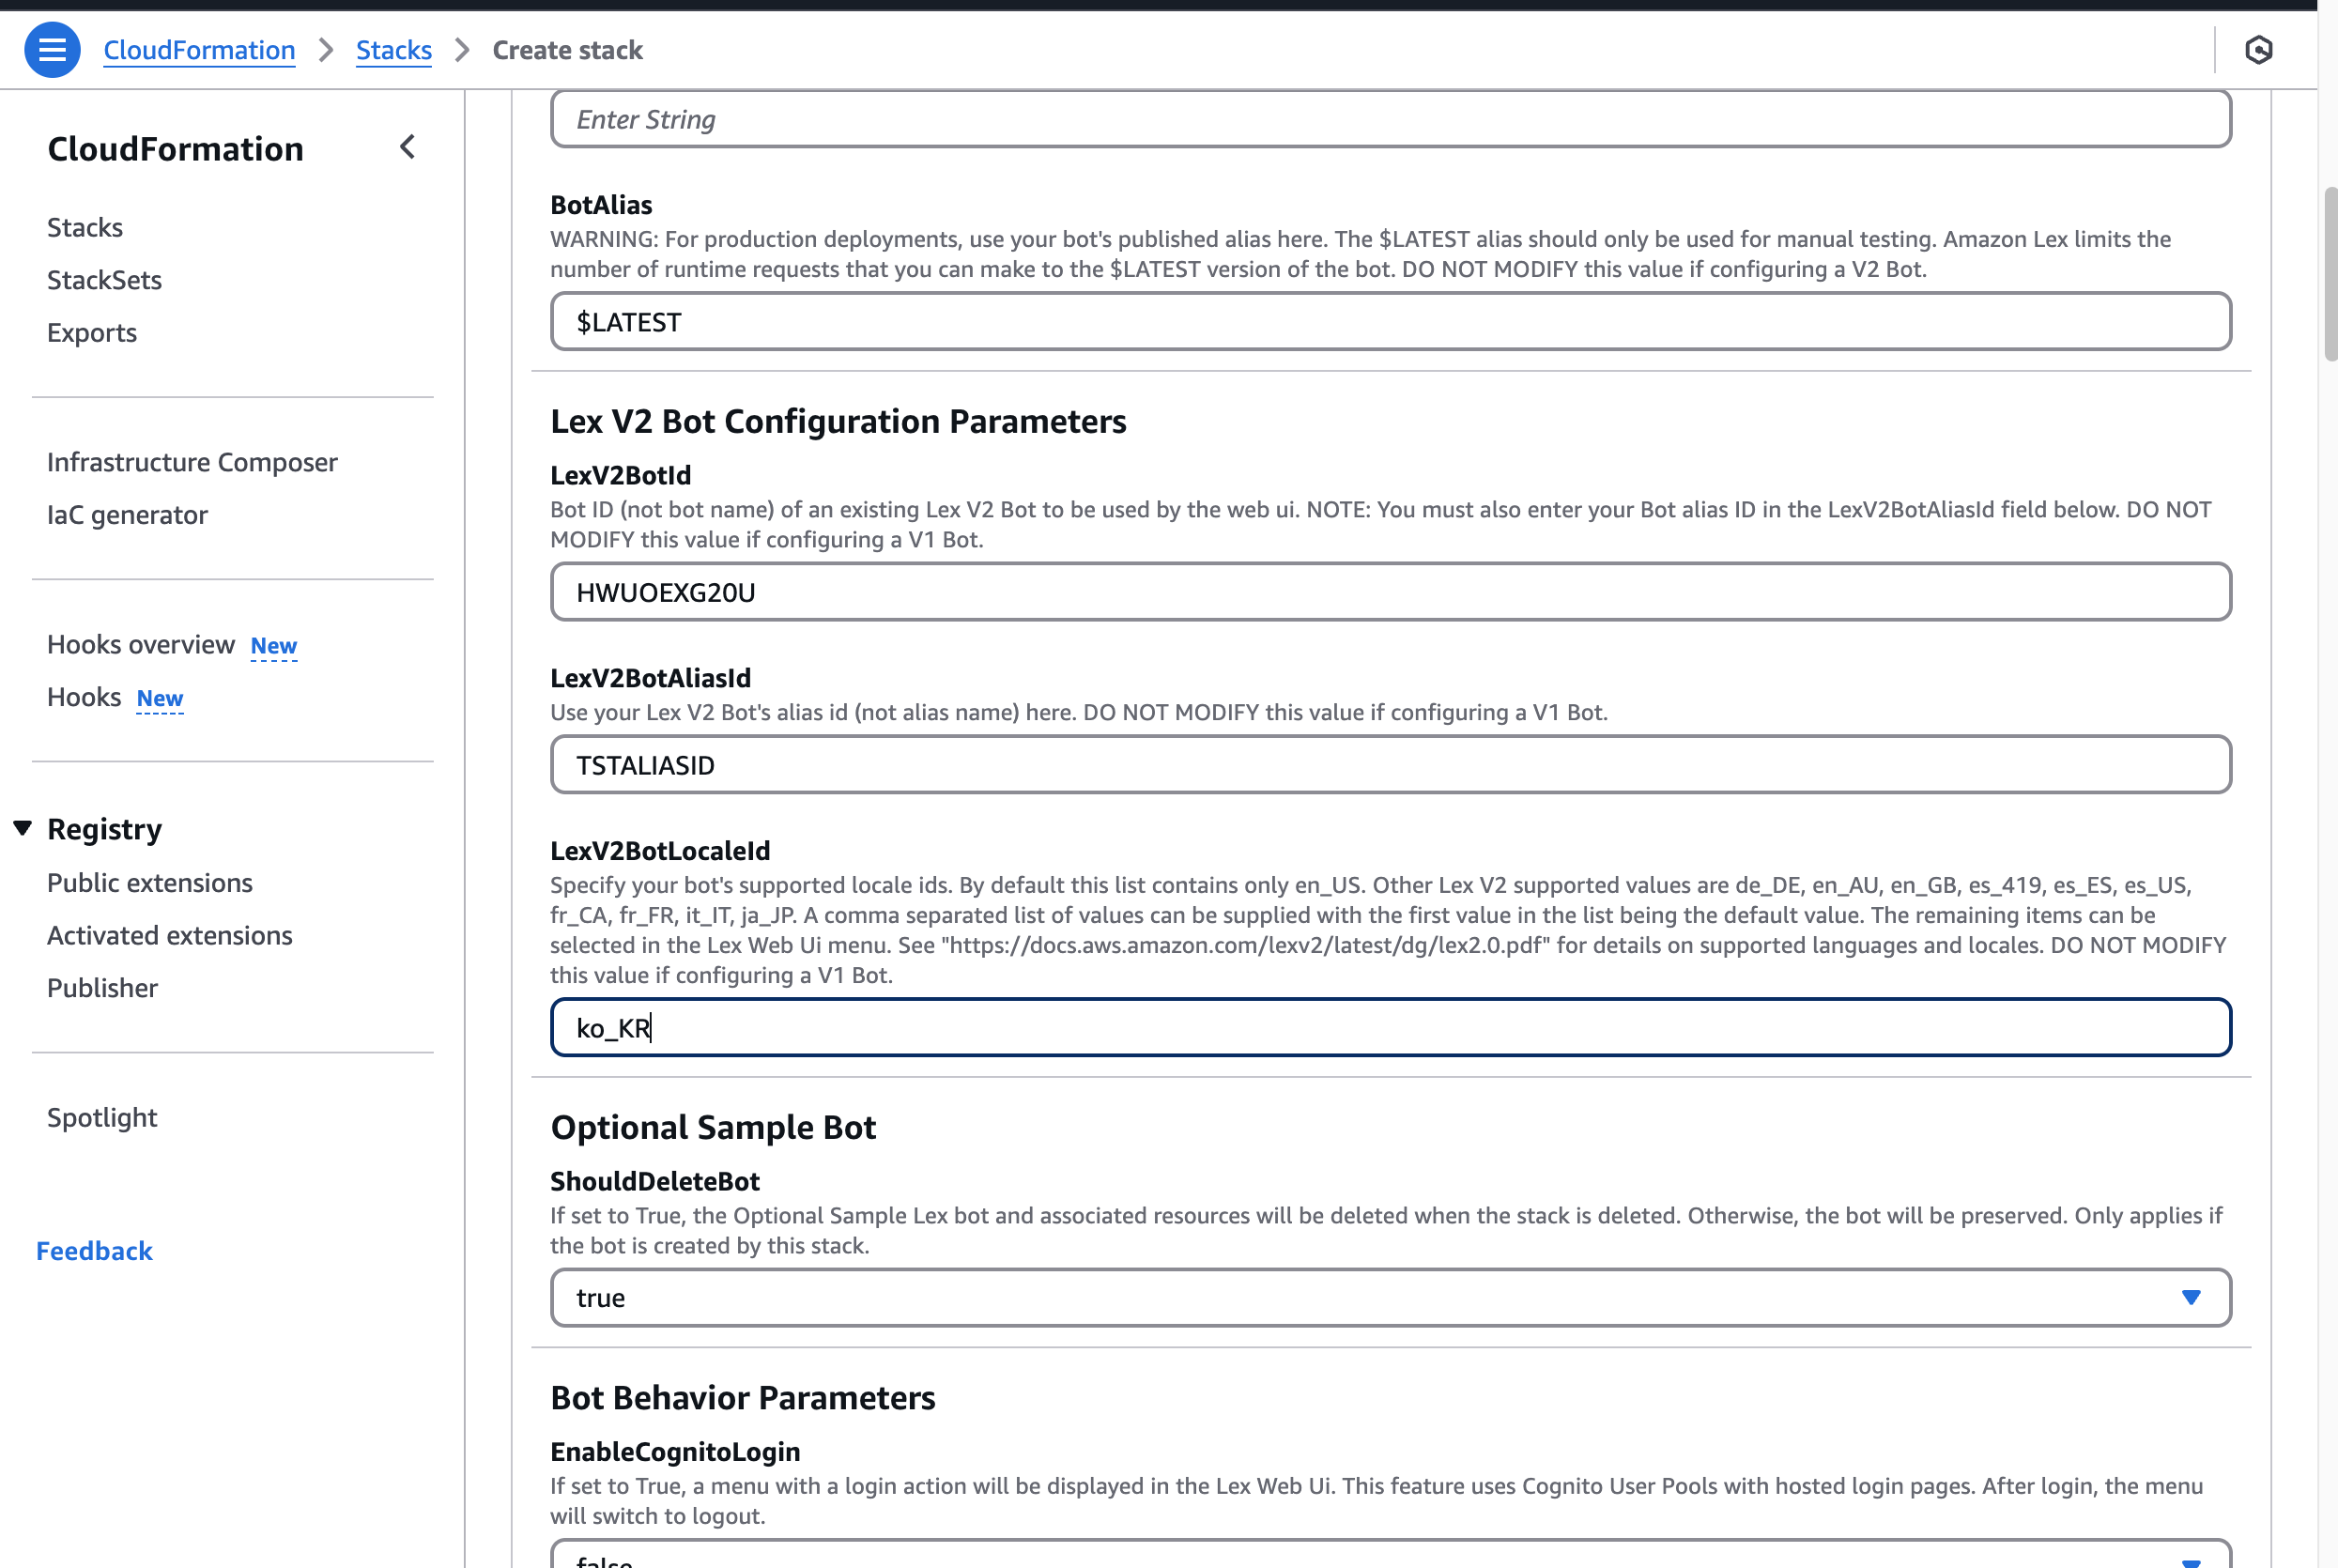 CloudFormation > Stacks > Create stack
CloudFormation
Stacks
StackSets
Exports
Infrastructure Composer
IaC generator
Hooks overview New
Hooks New
Registry
Public extensions
Activated extensions
Publisher
Spotlight
Feedback
Enter String
BotAlias
WARNING: For production deployments, use your bot's published alias here. The $LATEST alias should only be used for manual testing. Amazon Lex limits the
number of runtime requests that you can make to the $LATEST version of the bot. DO NOT MODIFY this value if configuring a V2 Bot.
$LATEST
Lex V2 Bot Configuration Parameters
LexV2BotId
Bot ID (not bot name) of an existing Lex V2 Bot to be used by the web ui. NOTE: You must also enter your Bot alias ID in the LexV2BotAliasId field below. DO NOT
MODIFY this value if configuring a V1 Bot.
HWUOEXG20U
LexV2BotAliasId
Use your Lex V2 Bot's alias id (not alias name) here. DO NOT MODIFY this value if configuring a V1 Bot.
TSTALIASID
LexV2BotLocaleId
Specify your bot's supported locale ids. By default this list contains only en_US. Other Lex V2 supported values are de_DE, en_AU, en_GB, es_419, es_ES, es_US,
fr_CA, fr_FR, it_IT, ja_JP. A comma separated list of values can be supplied with the first value in the list being the default value. The remaining items can be
selected in the Lex Web Ui menu. See "https://docs.aws.amazon.com/lexv2/latest/dg/lex2.0.pdf" for details on supported languages and locales. DO NOT MODIFY
this value if configuring a V1 Bot.
ko_KR
Optional Sample Bot
ShouldDeleteBot
If set to True, the Optional Sample Lex bot and associated resources will be deleted when the stack is deleted. Otherwise, the bot will be preserved. Only applies if
the bot is created by this stack.
true
Bot Behavior Parameters
EnableCognitoLogin
If set to True, a menu with a login action will be displayed in the Lex Web Ui. This feature uses Cognito User Pools with hosted login pages. After login, the menu
will switch to logout.
false